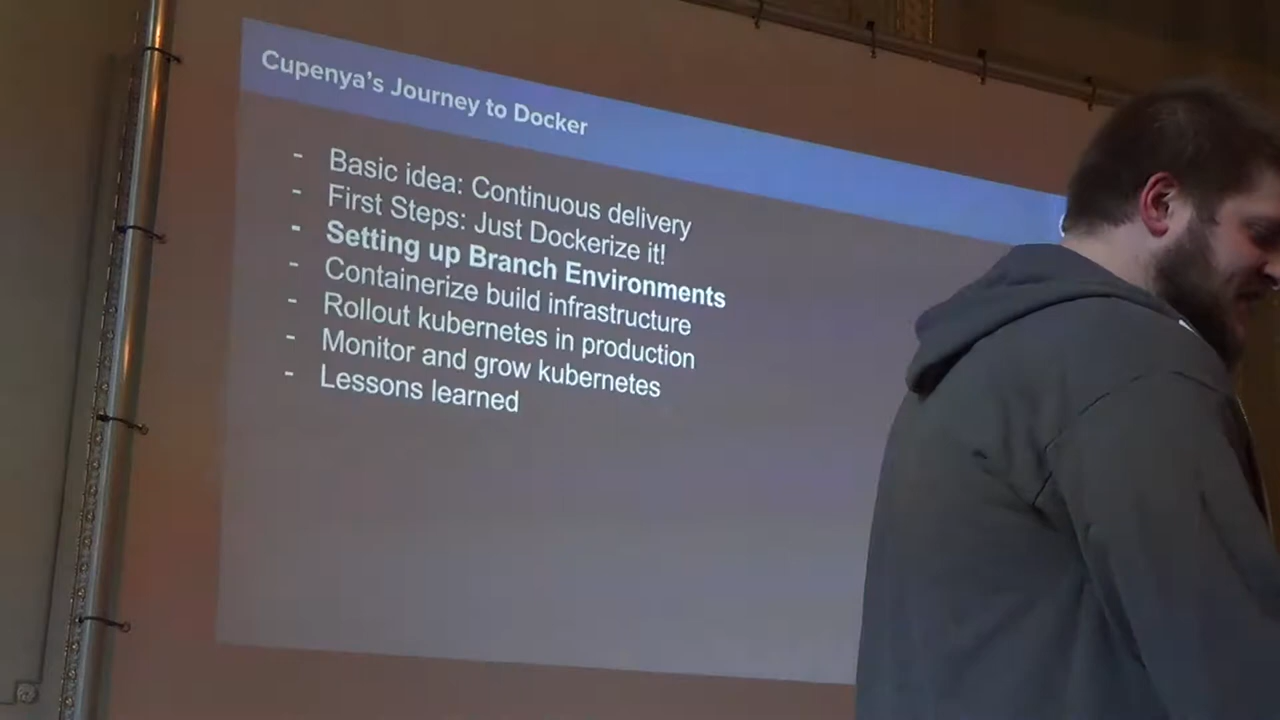 Cupenya's Journey to Docker
- Basic idea: Continuous delivery
- First Steps: Just Dockerize it!
- Setting up Branch Environments
- Containerize build infrastructure
- Rollout kubernetes in production
- Monitor and grow kubernetes
- Lessons learned